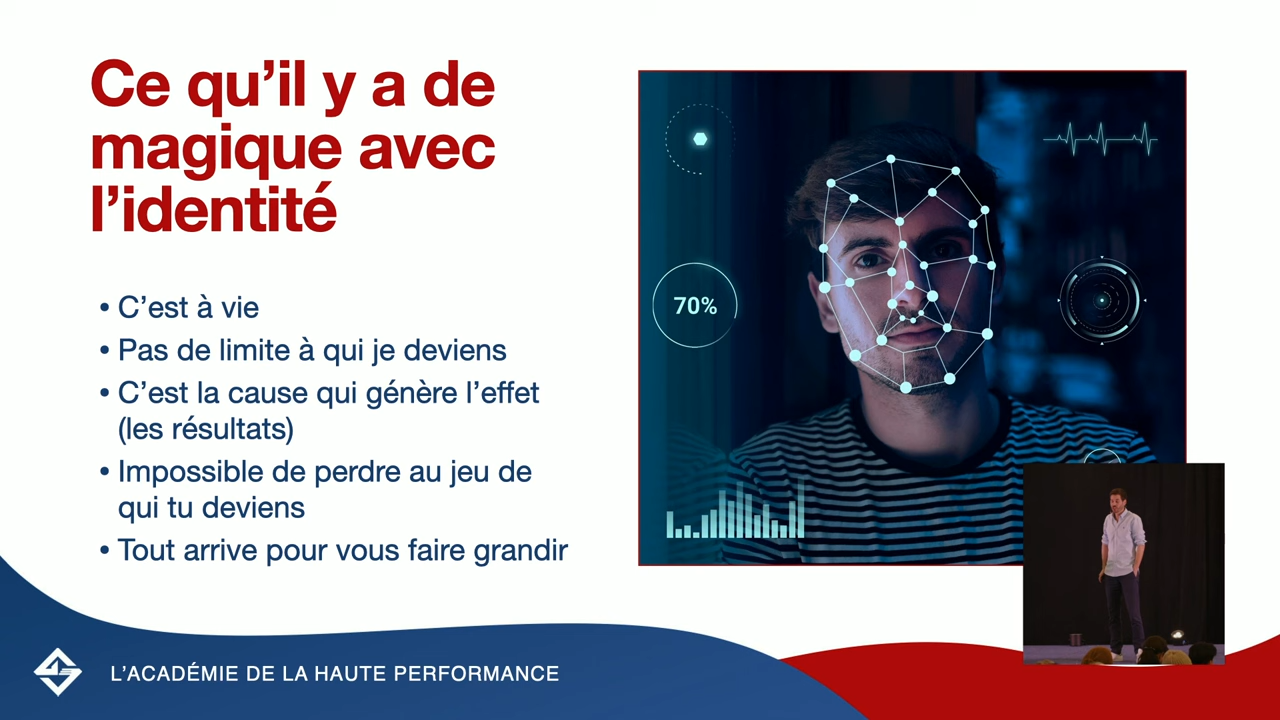 Ce qu’il y a de
magique avec
l’identité
• C’est à vie
• Pas de limite à qui je deviens
• C’est la cause qui génère l’effet
(les résultats)
• Impossible de perdre au jeu de
qui tu deviens
• Tout arrive pour vous faire grandir
70%
L’ACADÉMIE DE LA HAUTE PERFORMANCE